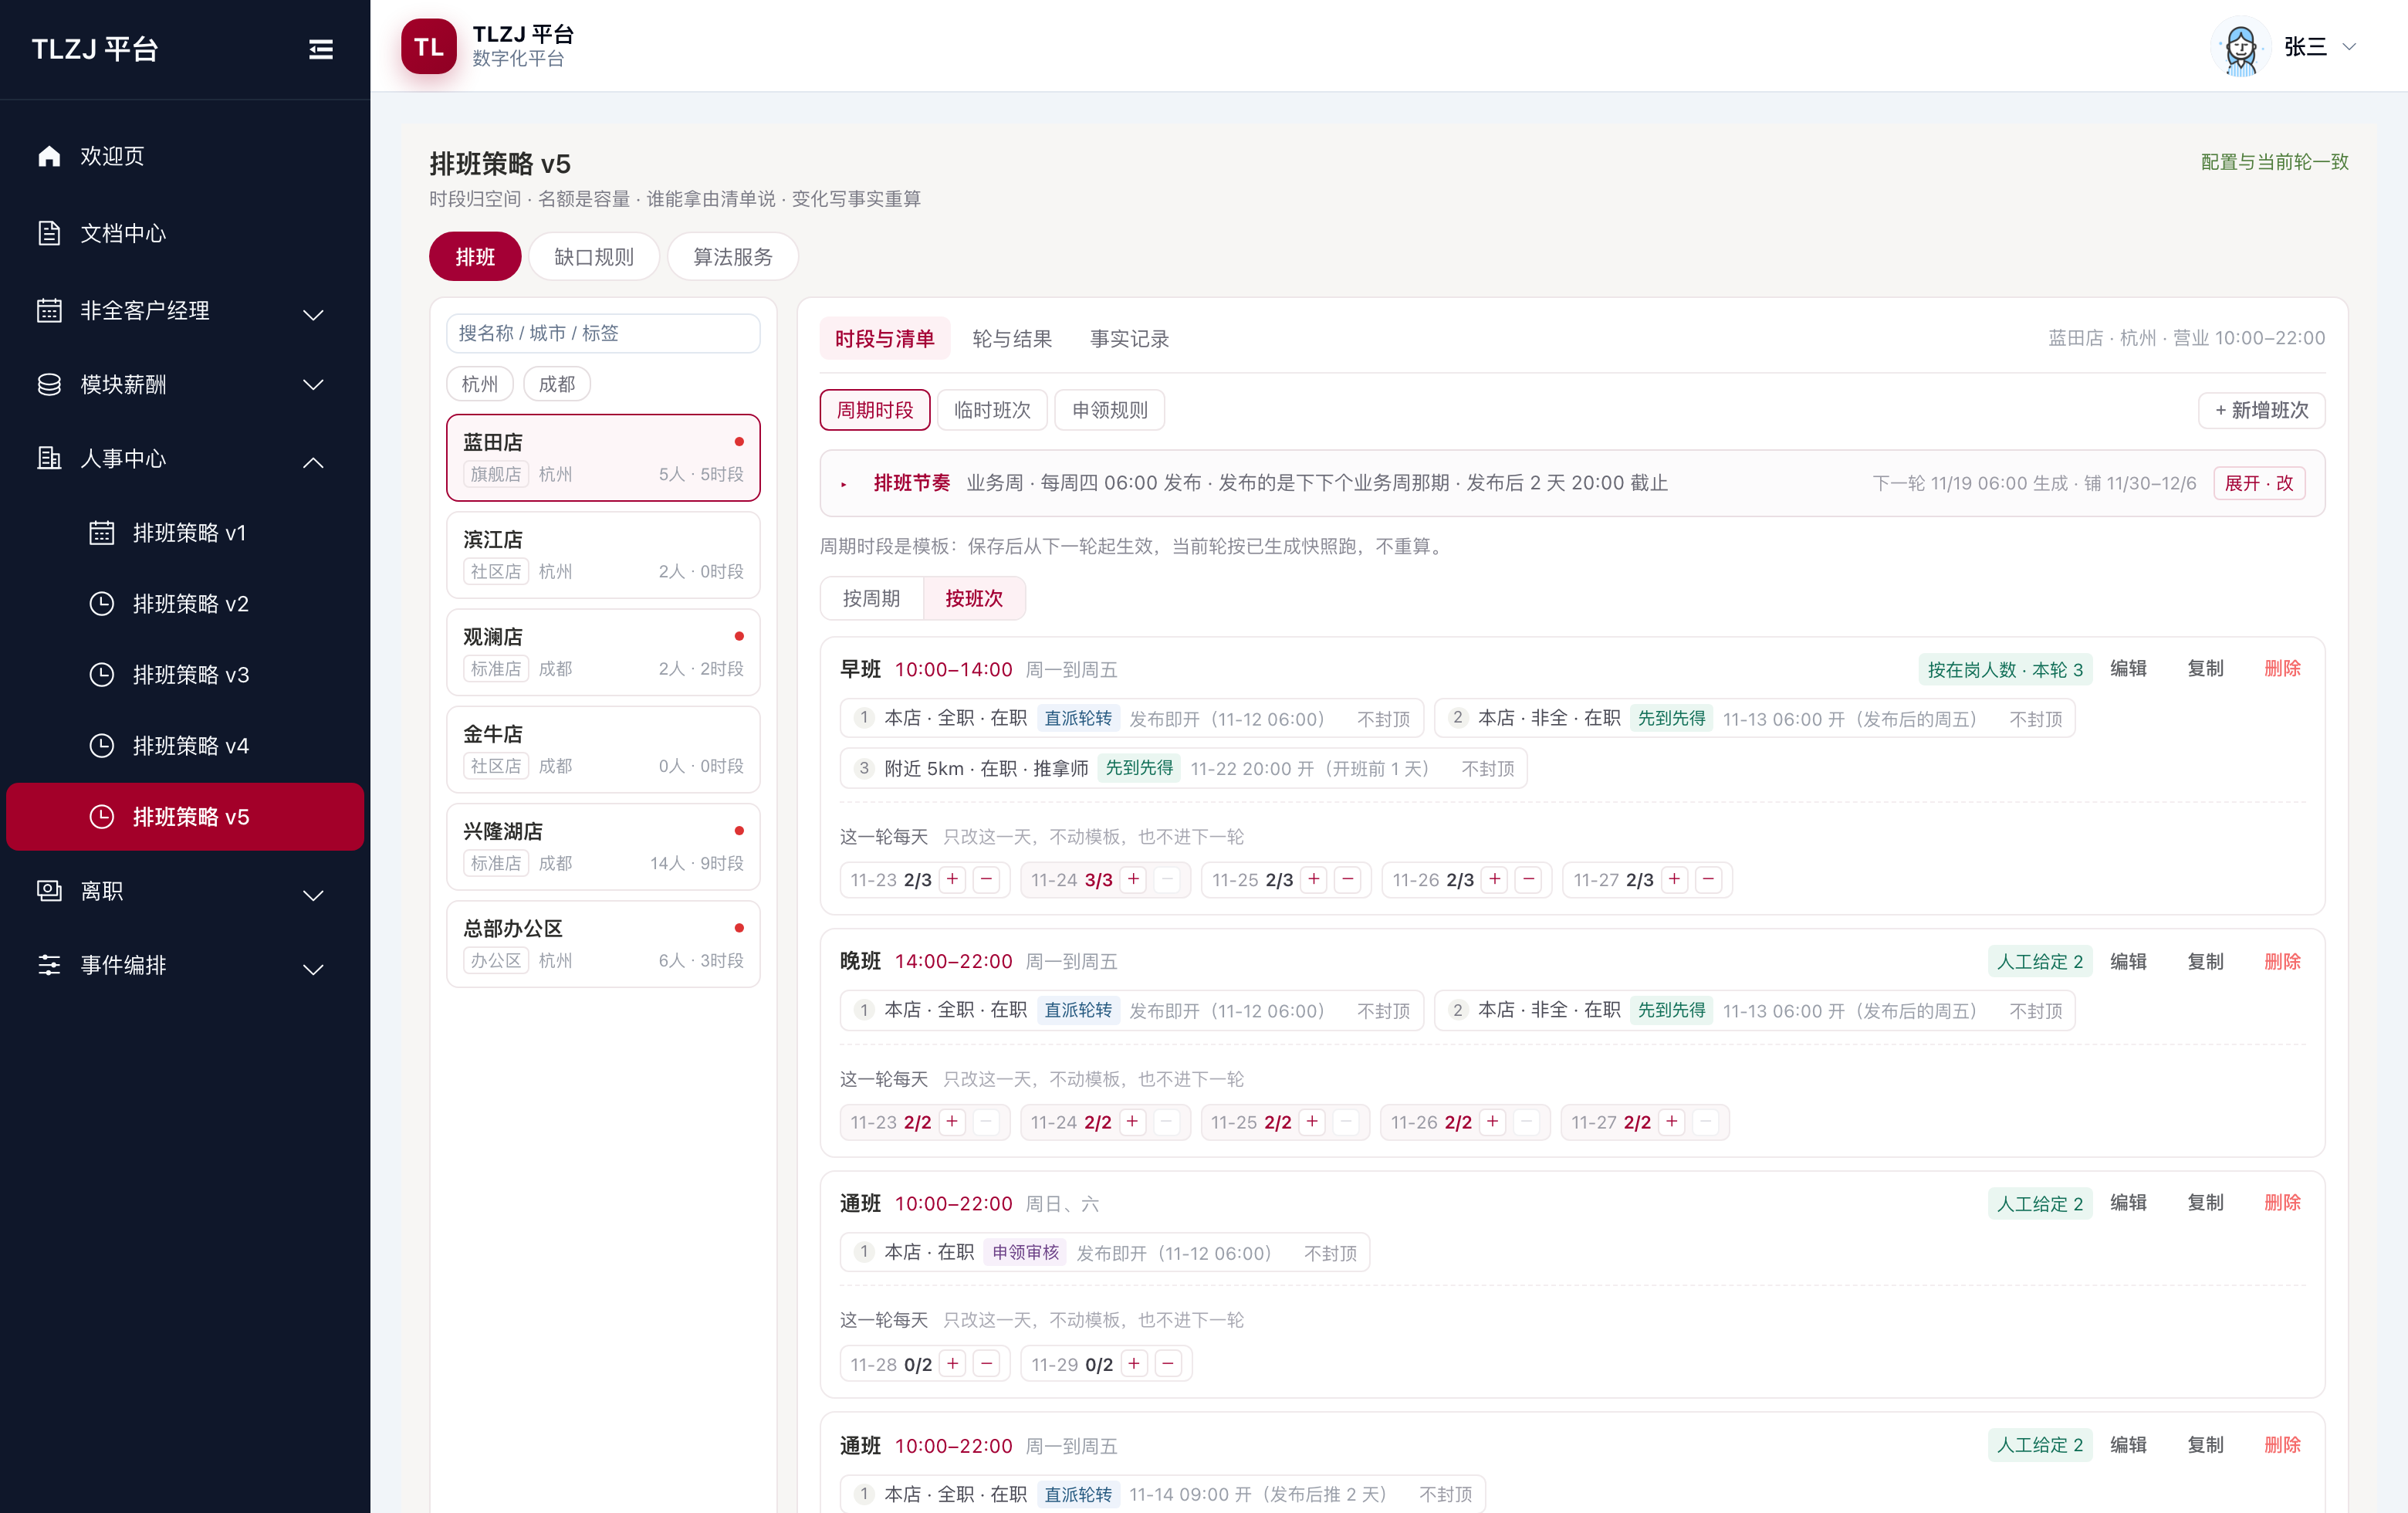 TLZJ 平台
欢迎页
文档中心
非全客户经理
模块薪酬
人事中心
排班策略 v1
排班策略 v2
排班策略 v3
排班策略 v4
排班策略 v5
离职
事件编排
TL
TLZJ 平台
数字化平台
张三
排班策略 v5
配置与当前轮一致
时段归空间 · 名额是容量 · 谁能拿由清单说 · 变化写事实重算
排班 缺口规则 算法服务
搜名称 / 城市 / 标签
杭州 成都
蓝田店
旗舰店 杭州 5人 · 5时段
滨江店
社区店 杭州 2人 · 0时段
观澜店
标准店 成都 2人 · 2时段
金牛店
社区店 成都 0人 · 0时段
兴隆湖店
标准店 成都 14人 · 9时段
总部办公区
办公区 杭州 6人 · 3时段
时段与清单 轮与结果 事实记录 蓝田店 · 杭州 · 营业 10:00–22:00
周期时段 临时班次 申领规则 + 新增班次
排班节奏 业务周 · 每周四 06:00 发布 · 发布的是下下个业务周那期 · 发布后 2 天 20:00 截止 下一轮 11/19 06:00 生成 · 铺 11/30–12/6 展开 · 改
周期时段是模板：保存后从下一轮起生效，当前轮按已生成快照跑，不重算。
按周期 按班次
早班 10:00–14:00 周一到周五 按在岗人数 · 本轮 3 编辑 复制 删除
1 本店 · 全职 · 在职 直派轮转 发布即开（11-12 06:00） 不封顶 2 本店 · 非全 · 在职 先到先得 11-13 06:00 开（发布后的周五） 不封顶
3 附近 5km · 在职 · 推拿师 先到先得 11-22 20:00 开（开班前 1 天） 不封顶
这一轮每天 只改这一天，不动模板，也不进下一轮
11-23 2/3 + − 11-24 3/3 + − 11-25 2/3 + − 11-26 2/3 + − 11-27 2/3 + −
晚班 14:00–22:00 周一到周五 人工给定 2 编辑 复制 删除
1 本店 · 全职 · 在职 直派轮转 发布即开（11-12 06:00） 不封顶 2 本店 · 非全 · 在职 先到先得 11-13 06:00 开（发布后的周五） 不封顶
这一轮每天 只改这一天，不动模板，也不进下一轮
11-23 2/2 + − 11-24 2/2 + − 11-25 2/2 + − 11-26 2/2 + − 11-27 2/2 + −
通班 10:00–22:00 周日、六 人工给定 2 编辑 复制 删除
1 本店 · 在职 申领审核 发布即开（11-12 06:00） 不封顶
这一轮每天 只改这一天，不动模板，也不进下一轮
11-28 0/2 + − 11-29 0/2 + −
通班 10:00–22:00 周一到周五 人工给定 2 编辑 复制 删除
1 本店 · 全职 · 在职 直派轮转 11-14 09:00 开（发布后推 2 天） 不封顶